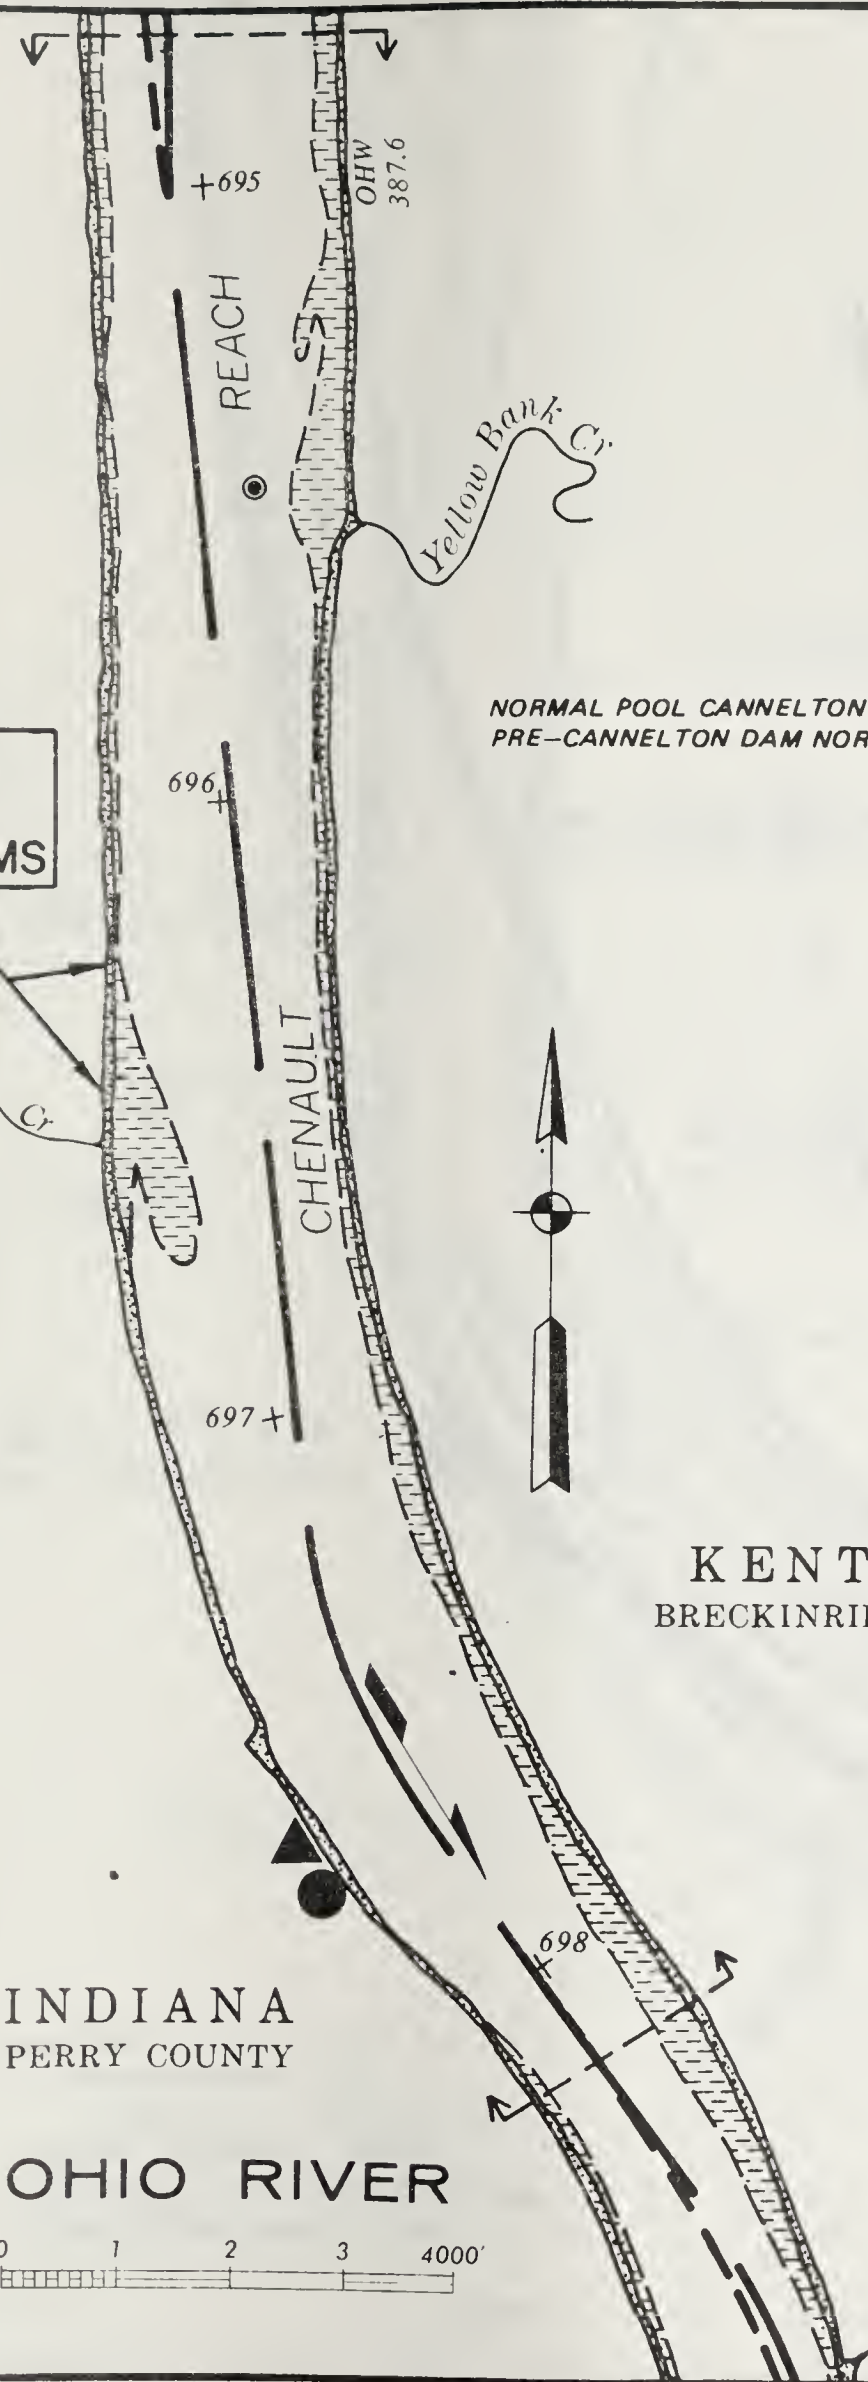 695
OHW
387.6
REACH
Yellow Bank Cr
NORMAL POOL CANNELTON
PRE–CANNELTON DAM NOR
696
MS
CHENAULT
Cr
697
KENT
BRECKINRI
698
INDIANA
PERRY COUNTY
OHIO RIVER
0 1 2 3 4000'